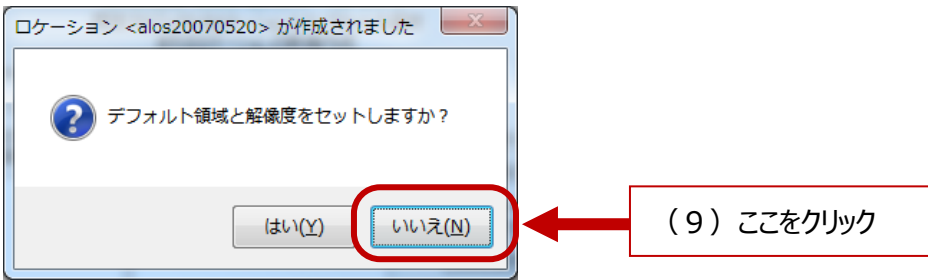 ロケーション <alos20070520> が作成されました
デフォルト領域と解像度をセットしますか？
はい(Y)
いいえ(N)
（９）ここをクリック